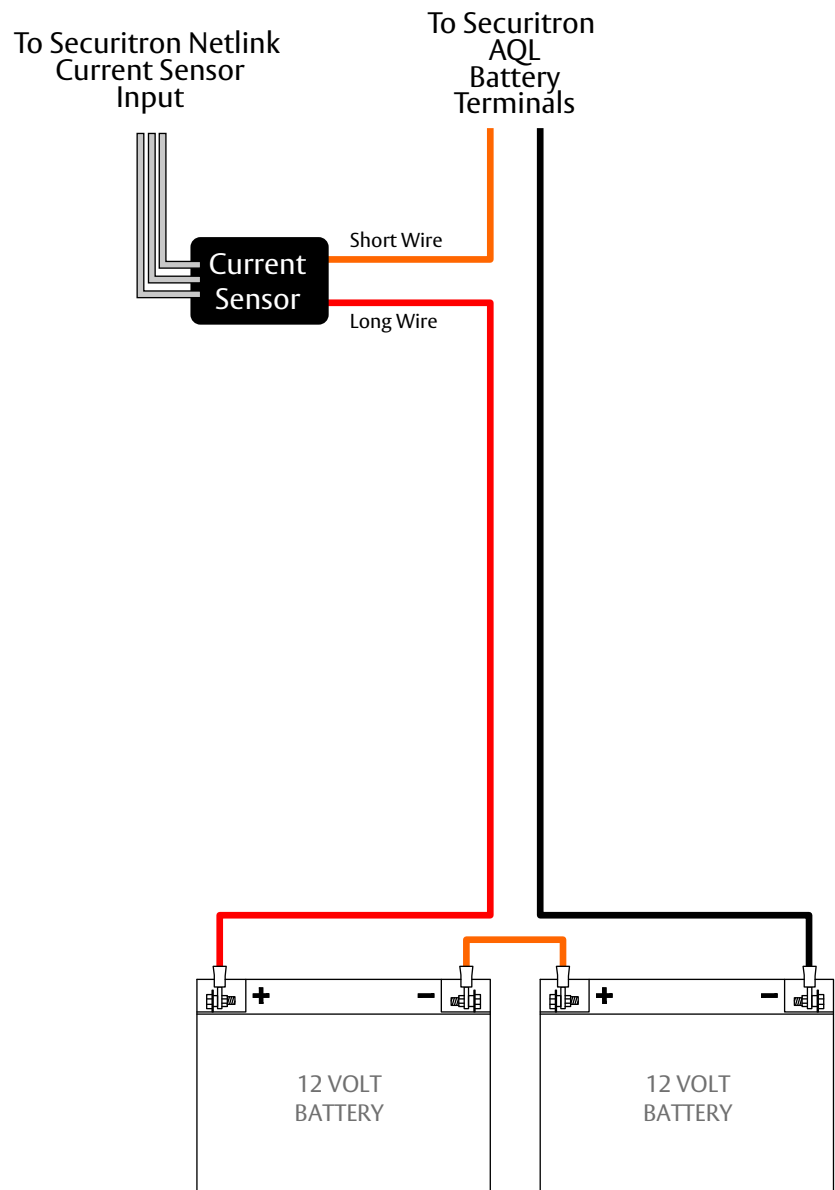 To Securitron Netlink
Current Sensor
Input
To Securitron
AQL
Battery
Terminals
Short Wire
Current
Sensor
Long Wire
+
−
+
−
12 VOLT
BATTERY
12 VOLT
BATTERY